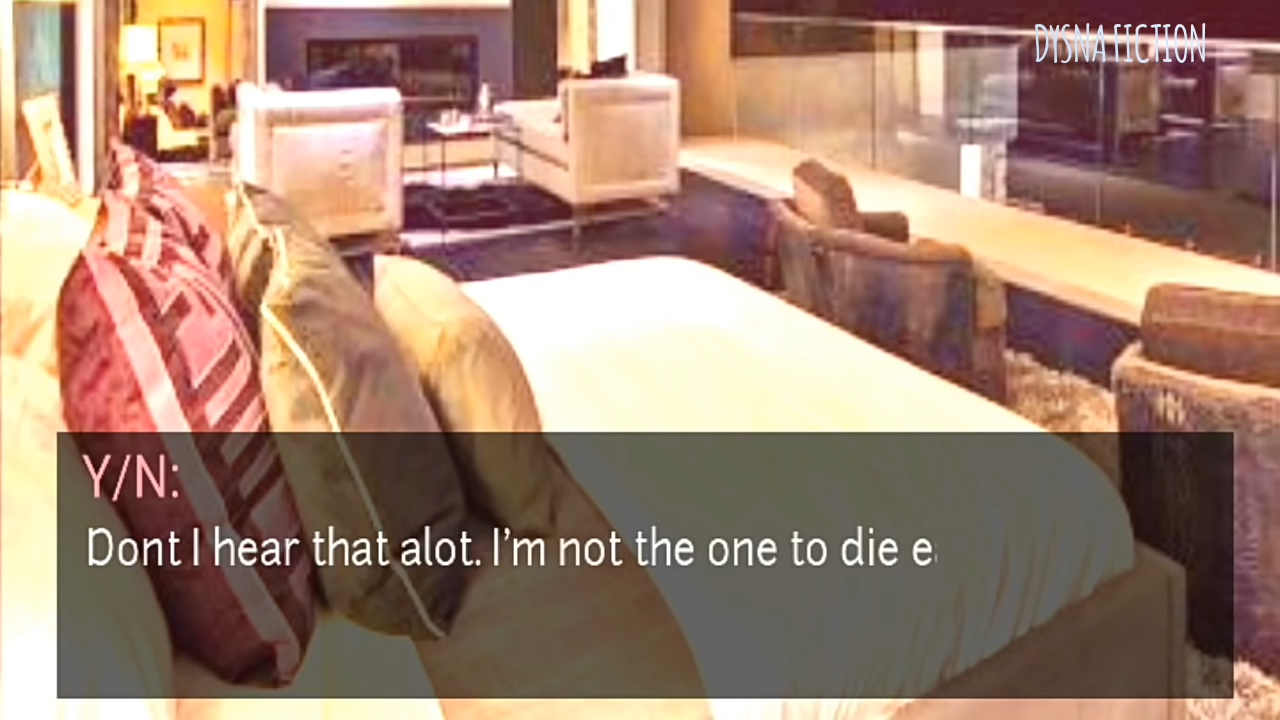 DYSNA FICTION
Y/N:
Dont I hear that alot. I'm not the one to die